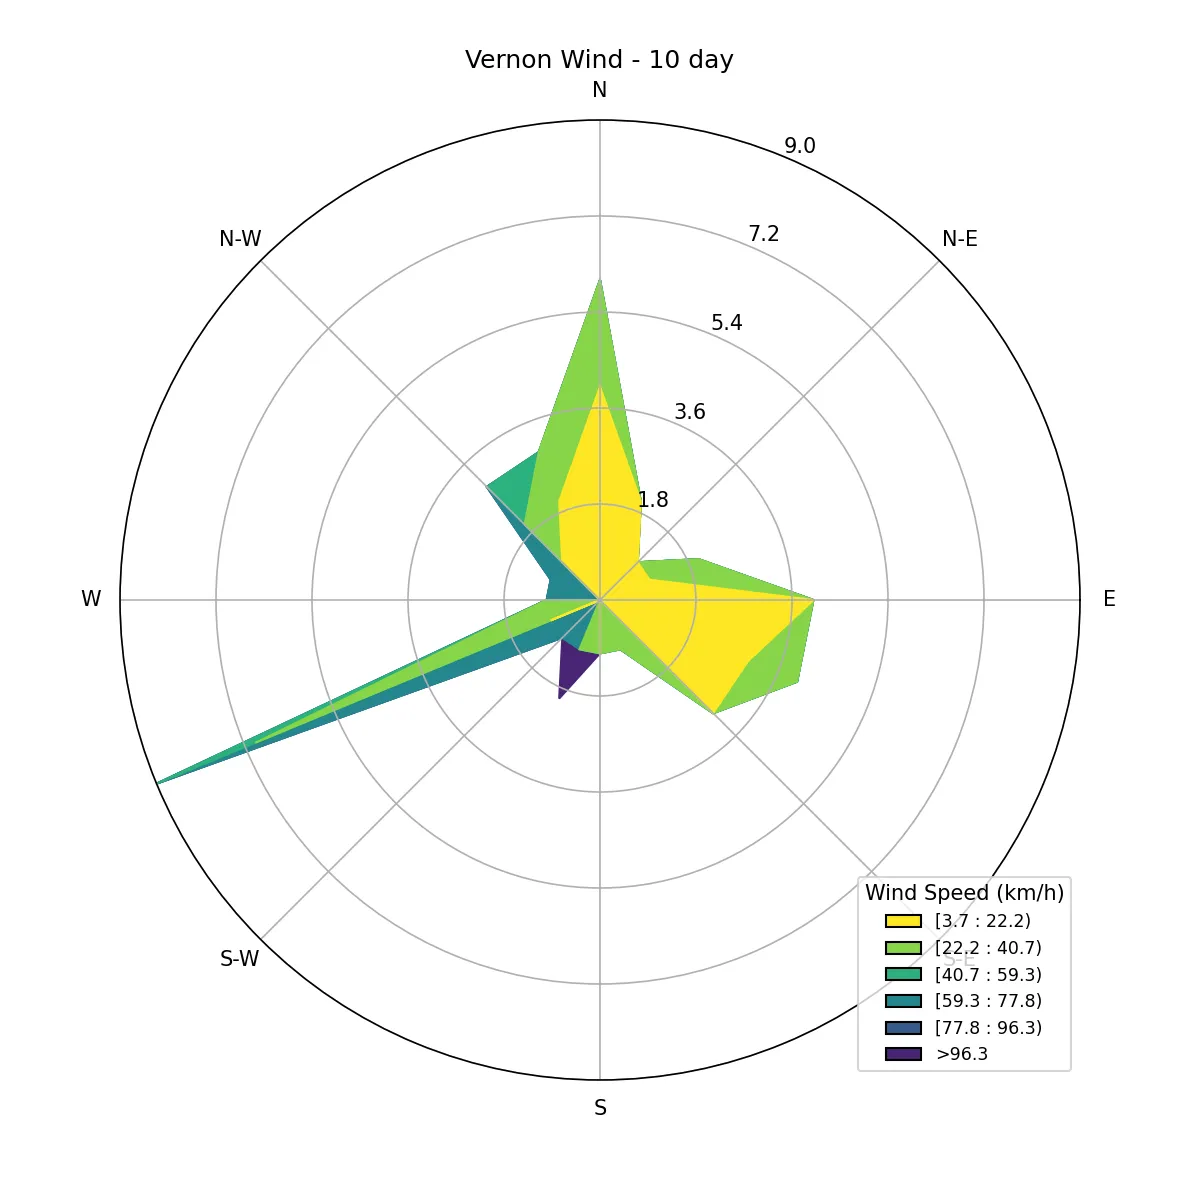 Vernon Wind - 10 day
N
9.0
N-W
7.2
N-E
5.4
3.6
1.8
W
E
S-W
S-E
S
Wind Speed (km/h)
[3.7 : 22.2)
[22.2 : 40.7)
[40.7 : 59.3)
[59.3 : 77.8)
[77.8 : 96.3)
>96.3